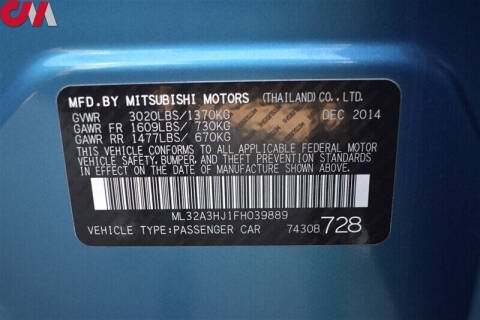 CM
MFD.BY MITSUBISHI MOTORS (THAILAND)CO.,LTD.
GVWR 3020LBS/1370KG DEC 2014
GAWR FR 1609LBS/ 730KG
GAWR RR 1477LBS/ 670KG
THIS VEHICLE CONFORMS TO ALL APPLICABLE FEDERAL MOTOR
VEHICLE SAFETY,BUMPER,AND THEFT PREVENTION STANDARDS
IN EFFECT ON THE DATE OF MANUFACTURE SHOWN ABOVE.
ML32A3HJ1FH039889
VEHICLE TYPE:PASSENGER CAR 7430B 728